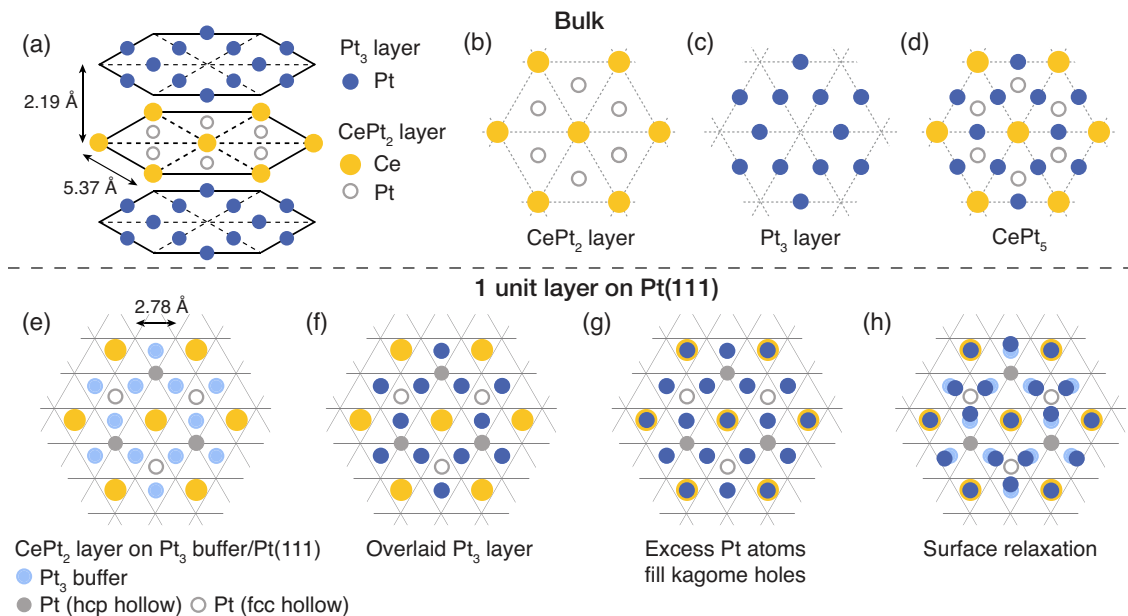 Bulk
(a)
Pt₃ layer
Pt
2.19 Å
CePt₂ layer
Ce
Pt
5.37 Å
(b)
CePt₂ layer
(c)
Pt₃ layer
(d)
CePt₅
1 unit layer on Pt(111)
(e)
2.78 Å
CePt₂ layer on Pt₃ buffer/Pt(111)
Pt₃ buffer
Pt (hcp hollow)
Pt (fcc hollow)
(f)
Overlaid Pt₃ layer
(g)
Excess Pt atoms
fill kagome holes
(h)
Surface relaxation